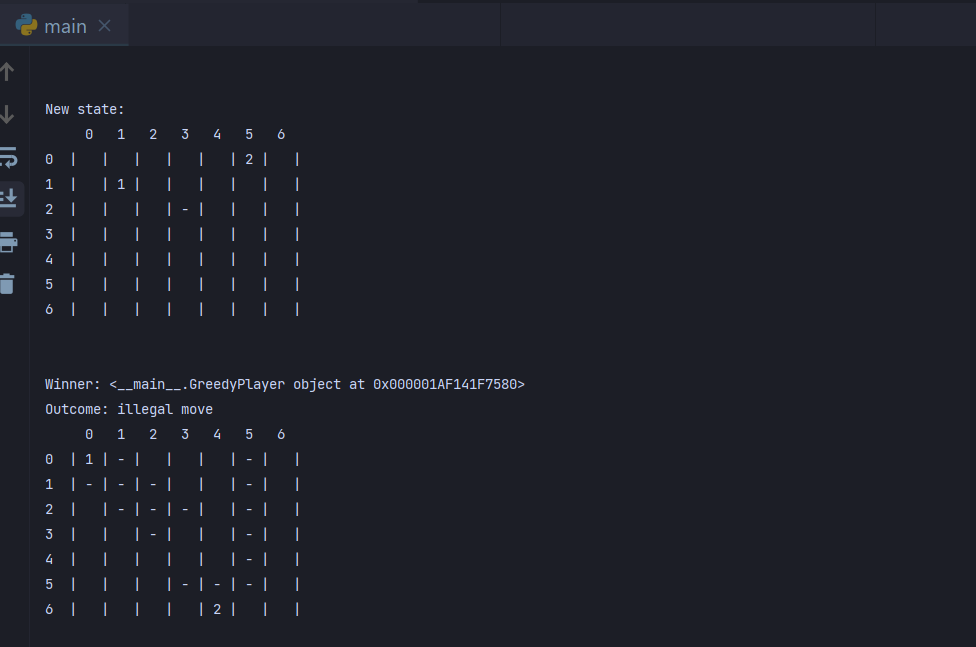 main
New state:
     0   1   2   3   4   5   6
0  |   |   |   |   |   | 2 |   |
1  |   | 1 |   |   |   |   |   |
2  |   |   |   | - |   |   |   |
3  |   |   |   |   |   |   |   |
4  |   |   |   |   |   |   |   |
5  |   |   |   |   |   |   |   |
6  |   |   |   |   |   |   |   |
Winner: <__main__.GreedyPlayer object at 0x000001AF141F7580>
Outcome: illegal move
     0   1   2   3   4   5   6
0  | 1 | - |   |   |   | - |   |
1  | - | - | - |   |   | - |   |
2  |   | - | - | - |   | - |   |
3  |   |   | - |   |   | - |   |
4  |   |   |   |   |   | - |   |
5  |   |   |   | - | - | - |   |
6  |   |   |   |   | 2 |   |   |